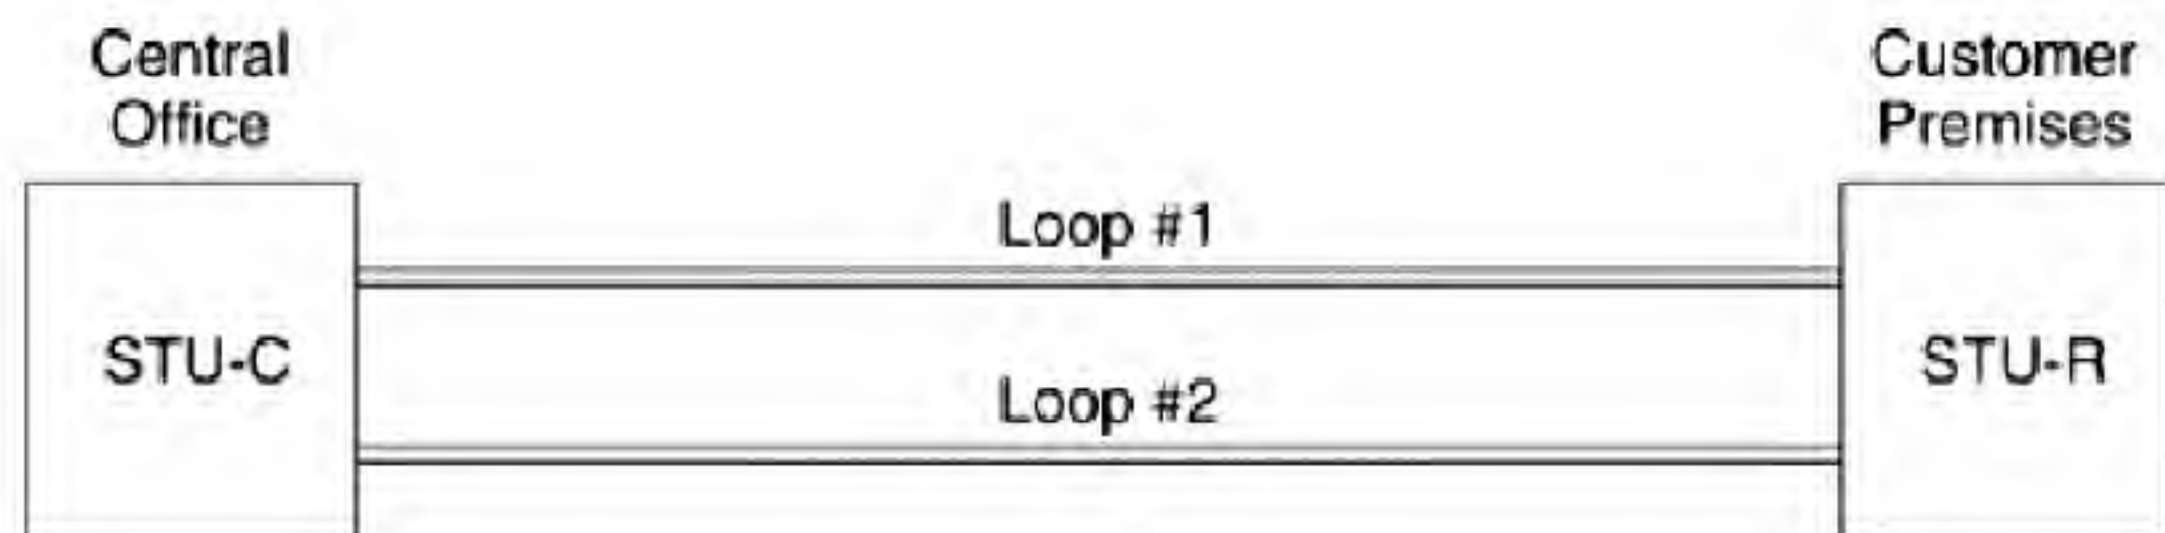 Central
Office
Customer
Premises
Loop #1
STU-C
STU-R
Loop #2